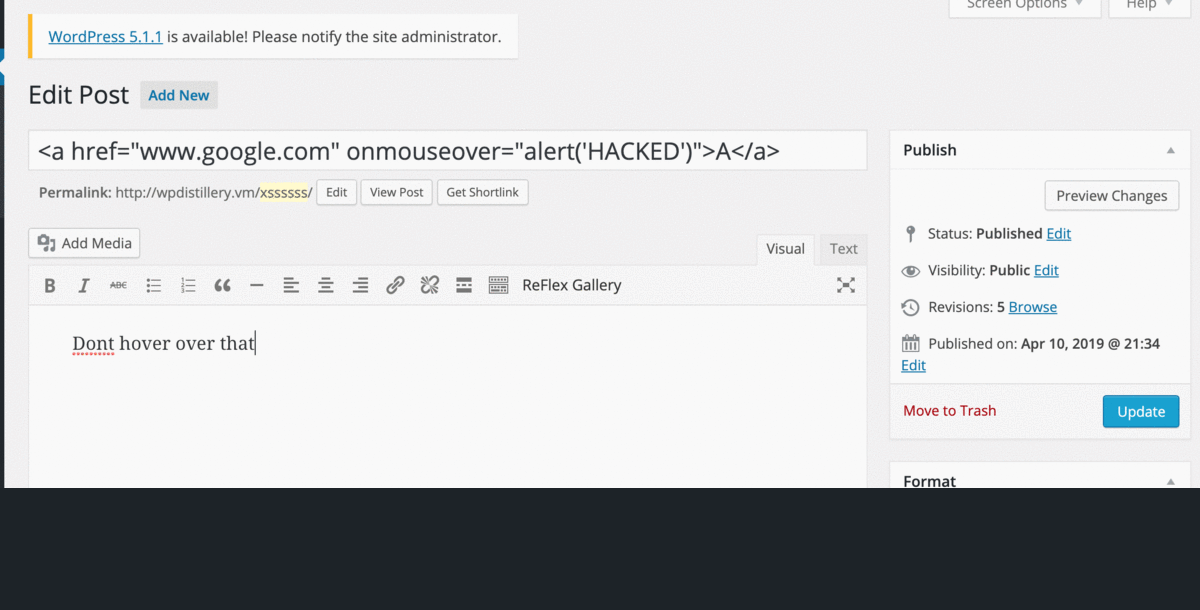 Screen Options Help
WordPress 5.1.1 is available! Please notify the site administrator.
Edit Post Add New
<a href="www.google.com" onmouseover="alert('HACKED')">A</a>
Permalink: http://wpdistillery.vm/xssssss/ Edit View Post Get Shortlink
Add Media
Visual Text
B I ABC ReFlex Gallery
Dont hover over that
Publish
Preview Changes
Status: Published Edit
Visibility: Public Edit
Revisions: 5 Browse
Published on: Apr 10, 2019 @ 21:34
Edit
Move to Trash Update
Format